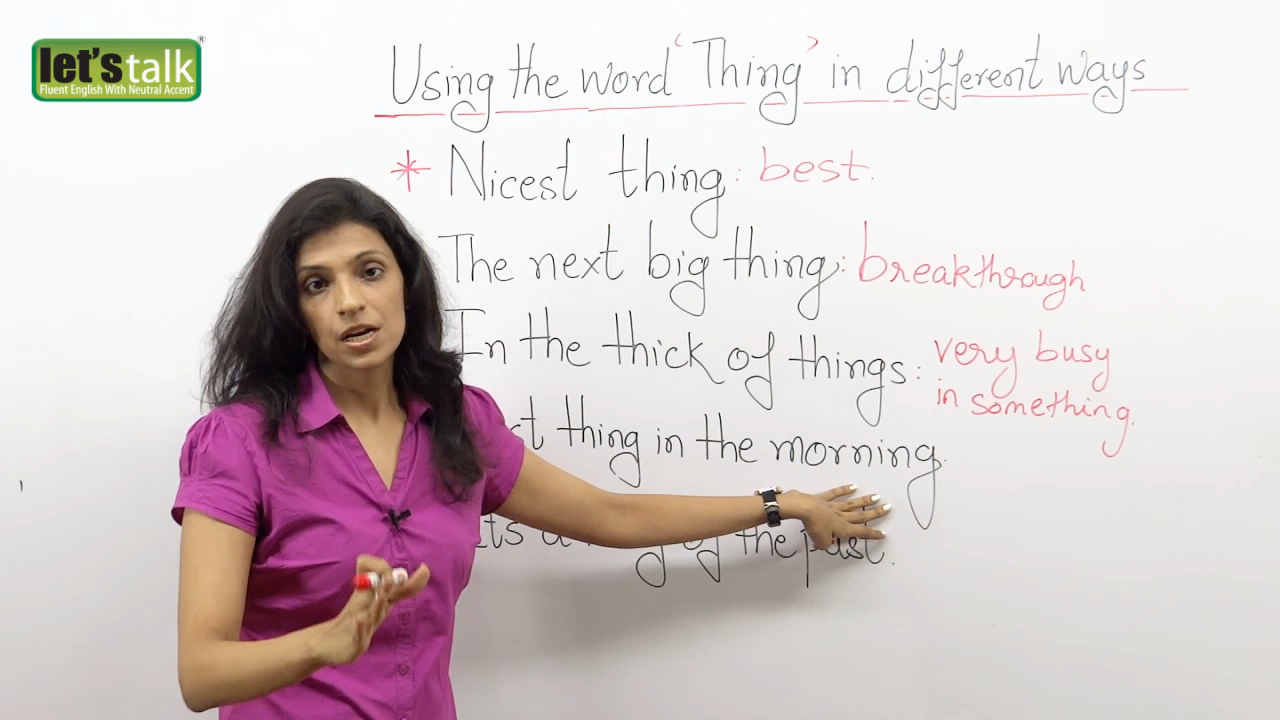 let's talk®
Fluent English With Neutral Accent
Using the word 'Thing' in different ways
* Nicest thing : best.
The next big thing : breakthrough
In the thick of things : very busy
in something.
thing in the morning.
of the past.